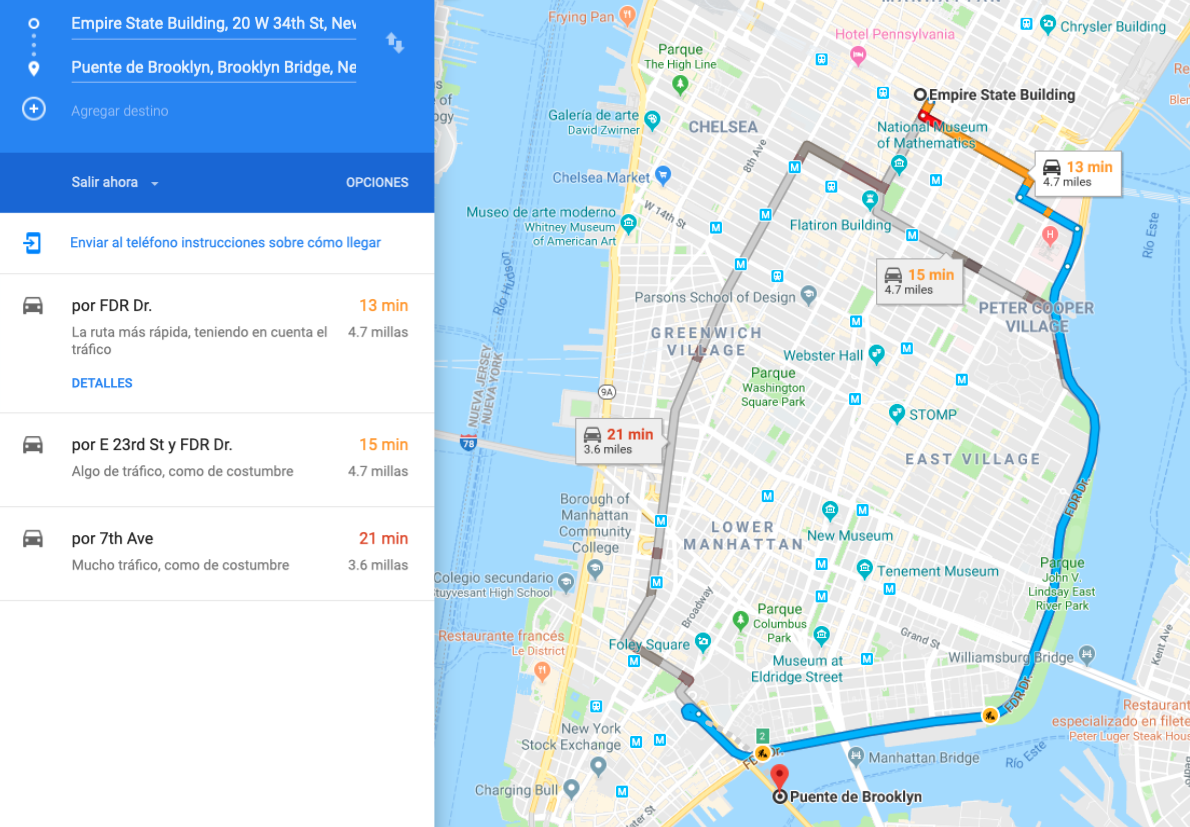 Empire State Building, 20 W 34th St, Nev
Puente de Brooklyn, Brooklyn Bridge, Ne
Agregar destino
Salir ahora
OPCIONES
Enviar al teléfono instrucciones sobre cómo llegar
por FDR Dr.
13 min
La ruta más rápida, teniendo en cuenta el
4.7 millas
tráfico
DETALLES
por E 23rd St y FDR Dr.
15 min
Algo de tráfico, como de costumbre
4.7 millas
por 7th Ave
21 min
Mucho tráfico, como de costumbre
3.6 millas
Frying Pan
Chrysler Building
Hotel Pennsylvania
Parque
The High Line
Empire State Building
Galería de arte
David Zwirner
CHELSEA
National Museum
of Mathematics
8th Ave
13 min
4.7 miles
Chelsea Market
W 14th St
Museo de arte moderno
Whitney Museum
of American Art
Flatiron Building
H
Río Este
Río Hudson
15 min
4.7 miles
Parsons School of Design
PETER COOPER
VILLAGE
GREENWICH
VILLAGE
Webster Hall
NUEVA JERSEY
NUEVA YORK
Parque
Washington
Square Park
9A
STOMP
21 min
3.6 miles
78
EAST VILLAGE
FDR Dr.
Borough of
Manhattan
Community
College
LOWER
MANHATTAN
New Museum
Colegio secundario
tuyvesant High School
Tenement Museum
Parque
John V.
Lindsay East
River Park
Broadway
Parque
Columbus
Park
Grand St
Kent Ave
Restaurante francés
Le District
Foley Square
Williamsburg Bridge
Museum at
Eldridge Street
FDR Dr.
Restaurant
especializado en filete
Peter Luger Steak Hous
New York
Stock Exchange
2
Manhattan Bridge
Río Este
Charging Bull
Puente de Brooklyn